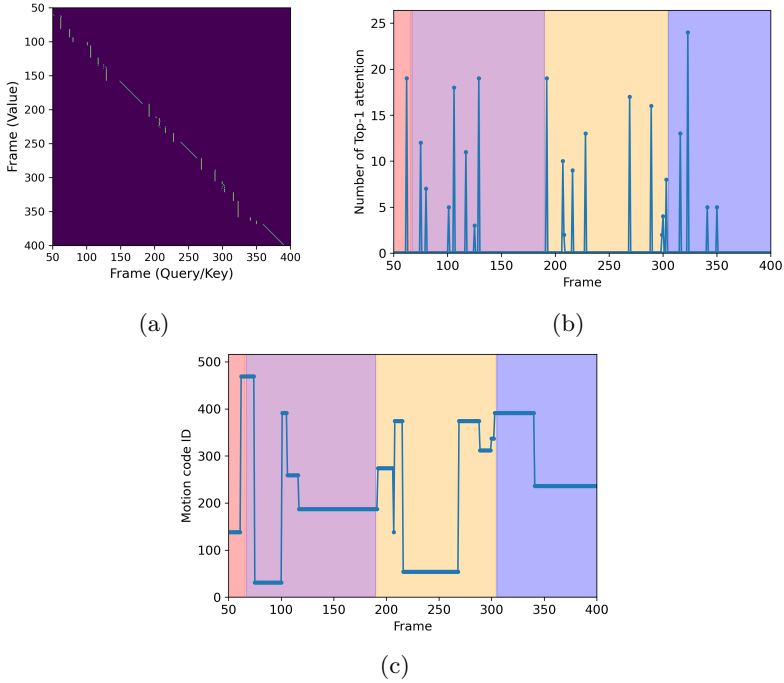 50
100
150
200
250
300
350
400
Frame (Value)
50 100 150 200 250 300 350 400
Frame (Query/Key)
(a)
25
20
15
10
5
0
Number of Top-1 attention
50 100 150 200 250 300 350 400
Frame
(b)
500
400
300
200
100
0
Motion code ID
50 100 150 200 250 300 350 400
Frame
(c)